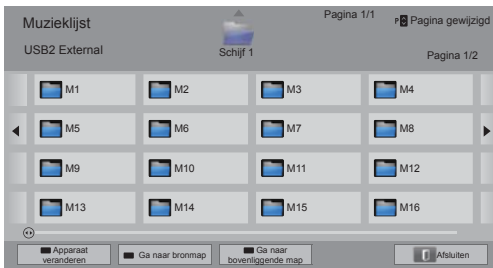 Muzieklijst
Pagina 1/1
P Pagina gewijzigd
USB2 External
Schijf 1
Pagina 1/2
M1
M2
M3
M4
M5
M6
M7
M8
M9
M10
M11
M12
M13
M14
M15
M16
Apparaat
veranderen
Ga naar bronmap
Ga naar
bovenliggende map
Afsluiten